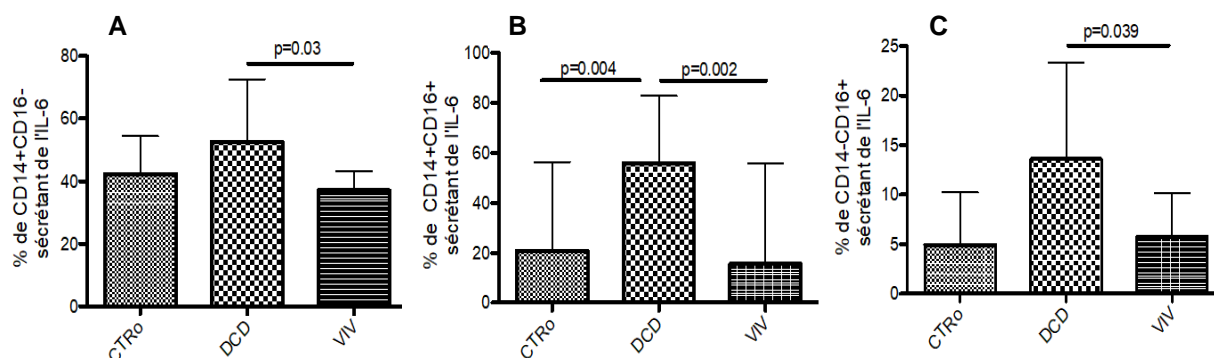 A
p=0.03
% de CD14+CD16-
sécrétant de l'IL-6
80
60
40
20
0
CTRo
DCD
VIV
B
p=0.004
p=0.002
% de CD14+CD16+
sécrétant de l'IL-6
100
80
60
40
20
0
CTRo
DCD
VIV
C
p=0.039
% de CD14-CD16+
sécrétant de l'IL-6
25
20
15
10
5
0
CTRo
DCD
VIV